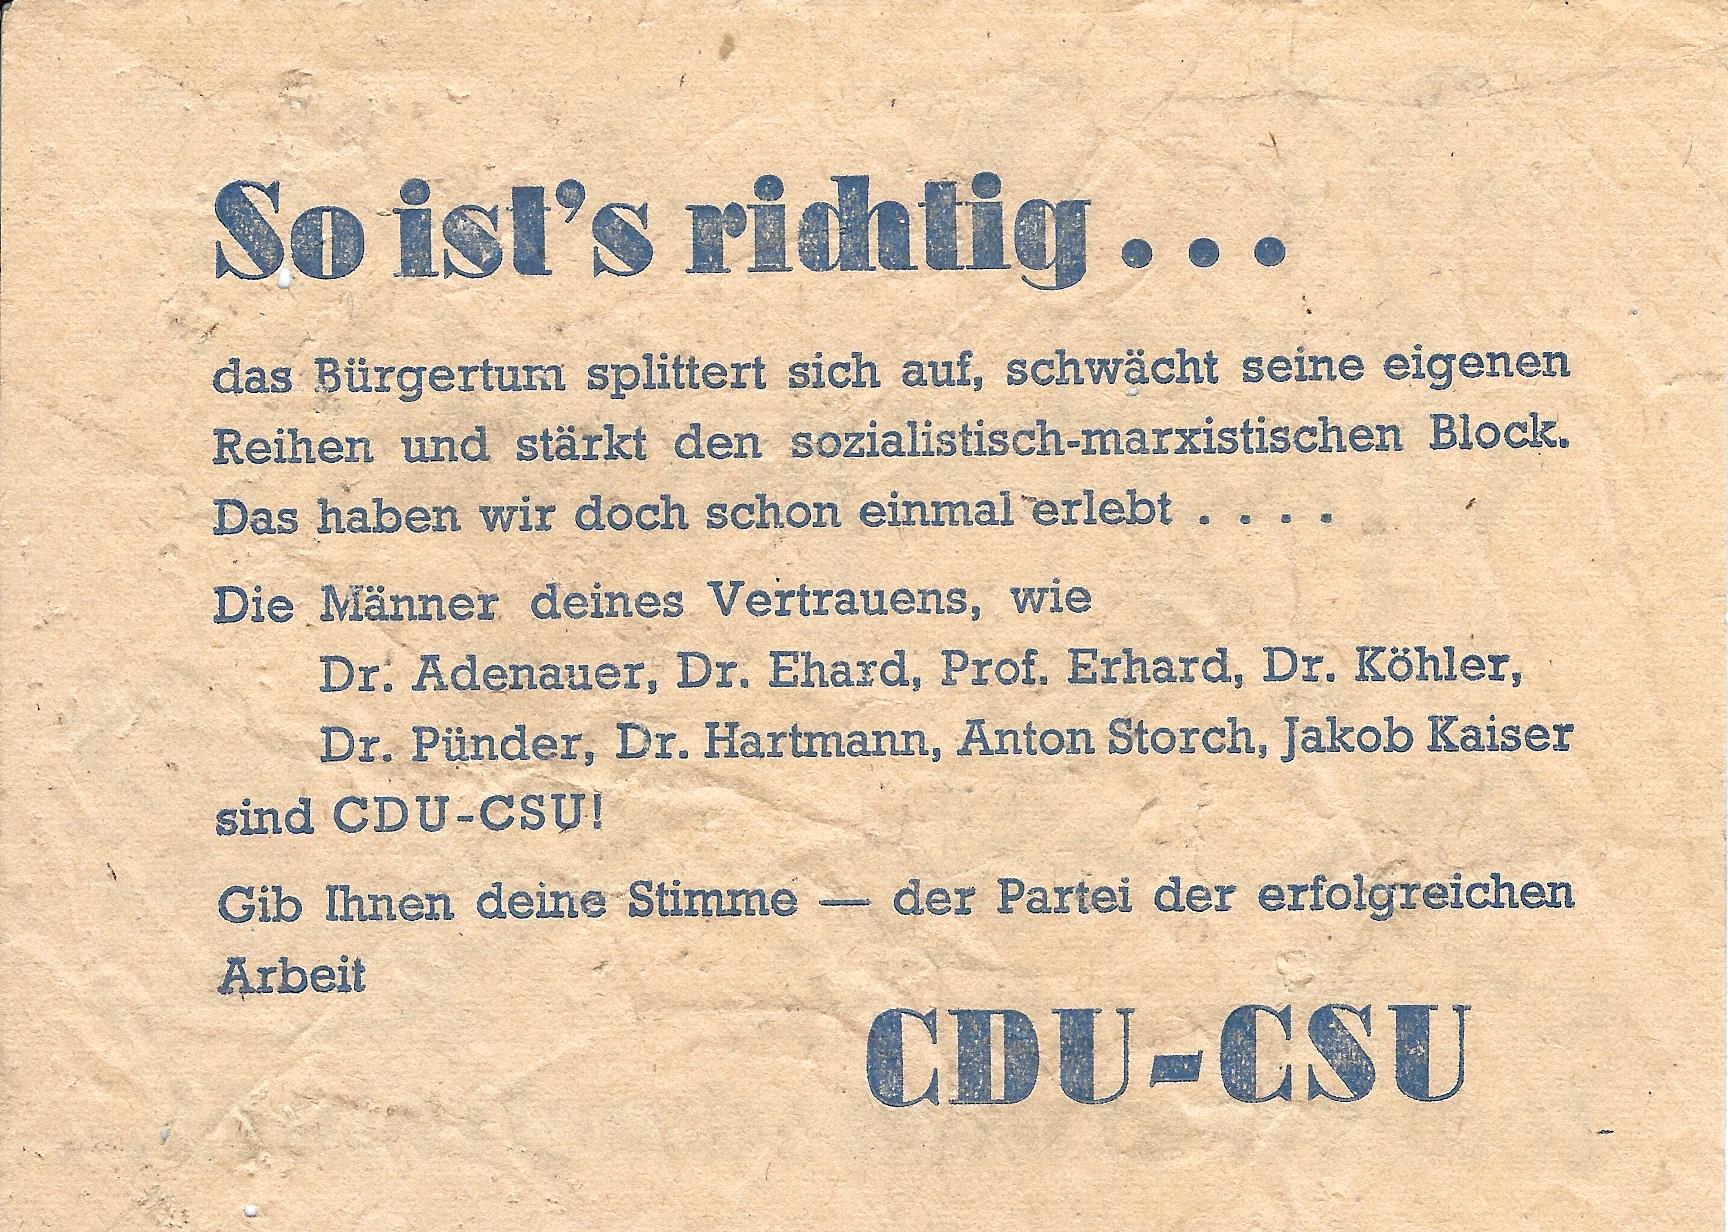 So ist's richtig . . .
das Bürgertum splittert sich auf, schwächt seine eigenen
Reihen und stärkt den sozialistisch-marxistischen Block.
Das haben wir doch schon einmal erlebt . . . .
Die Männer deines Vertrauens, wie
Dr. Adenauer, Dr. Ehard, Prof. Erhard, Dr. Köhler,
Dr. Pünder, Dr. Hartmann, Anton Storch, Jakob Kaiser
sind CDU-CSU!
Gib Ihnen deine Stimme — der Partei der erfolgreichen
Arbeit
CDU-CSU